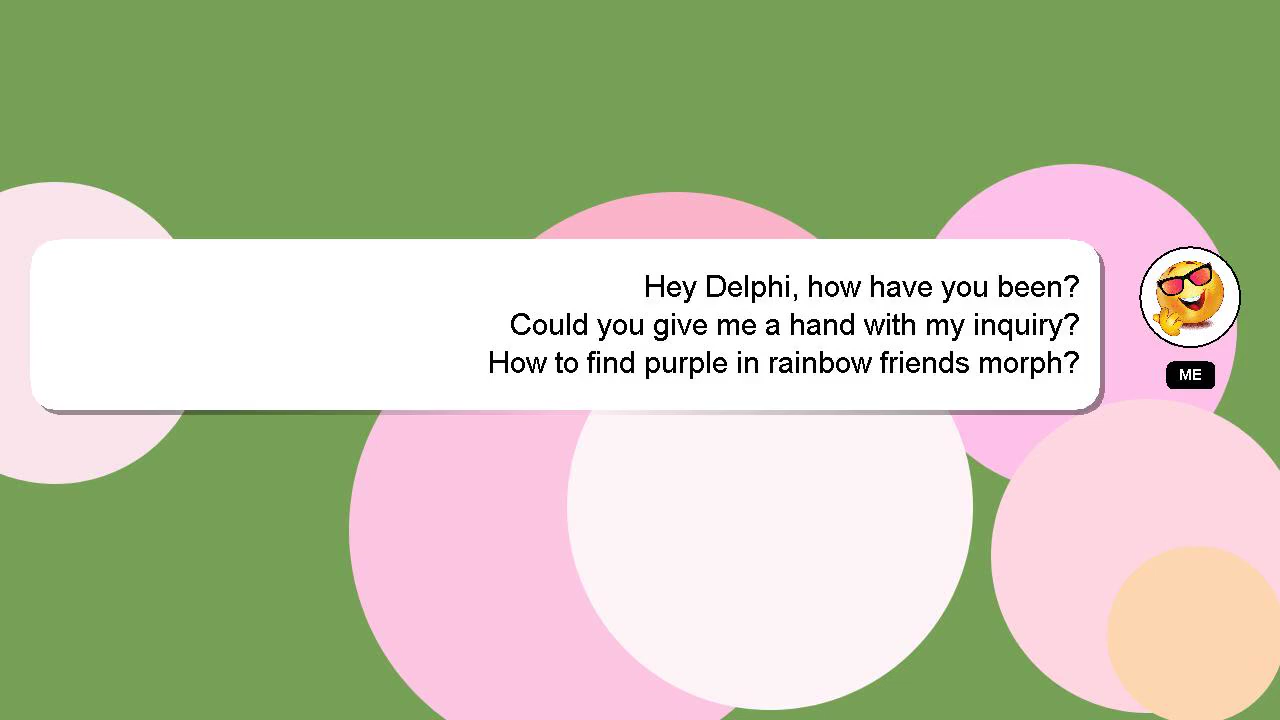 Hey Delphi, how have you been?
Could you give me a hand with my inquiry?
How to find purple in rainbow friends morph?
ME